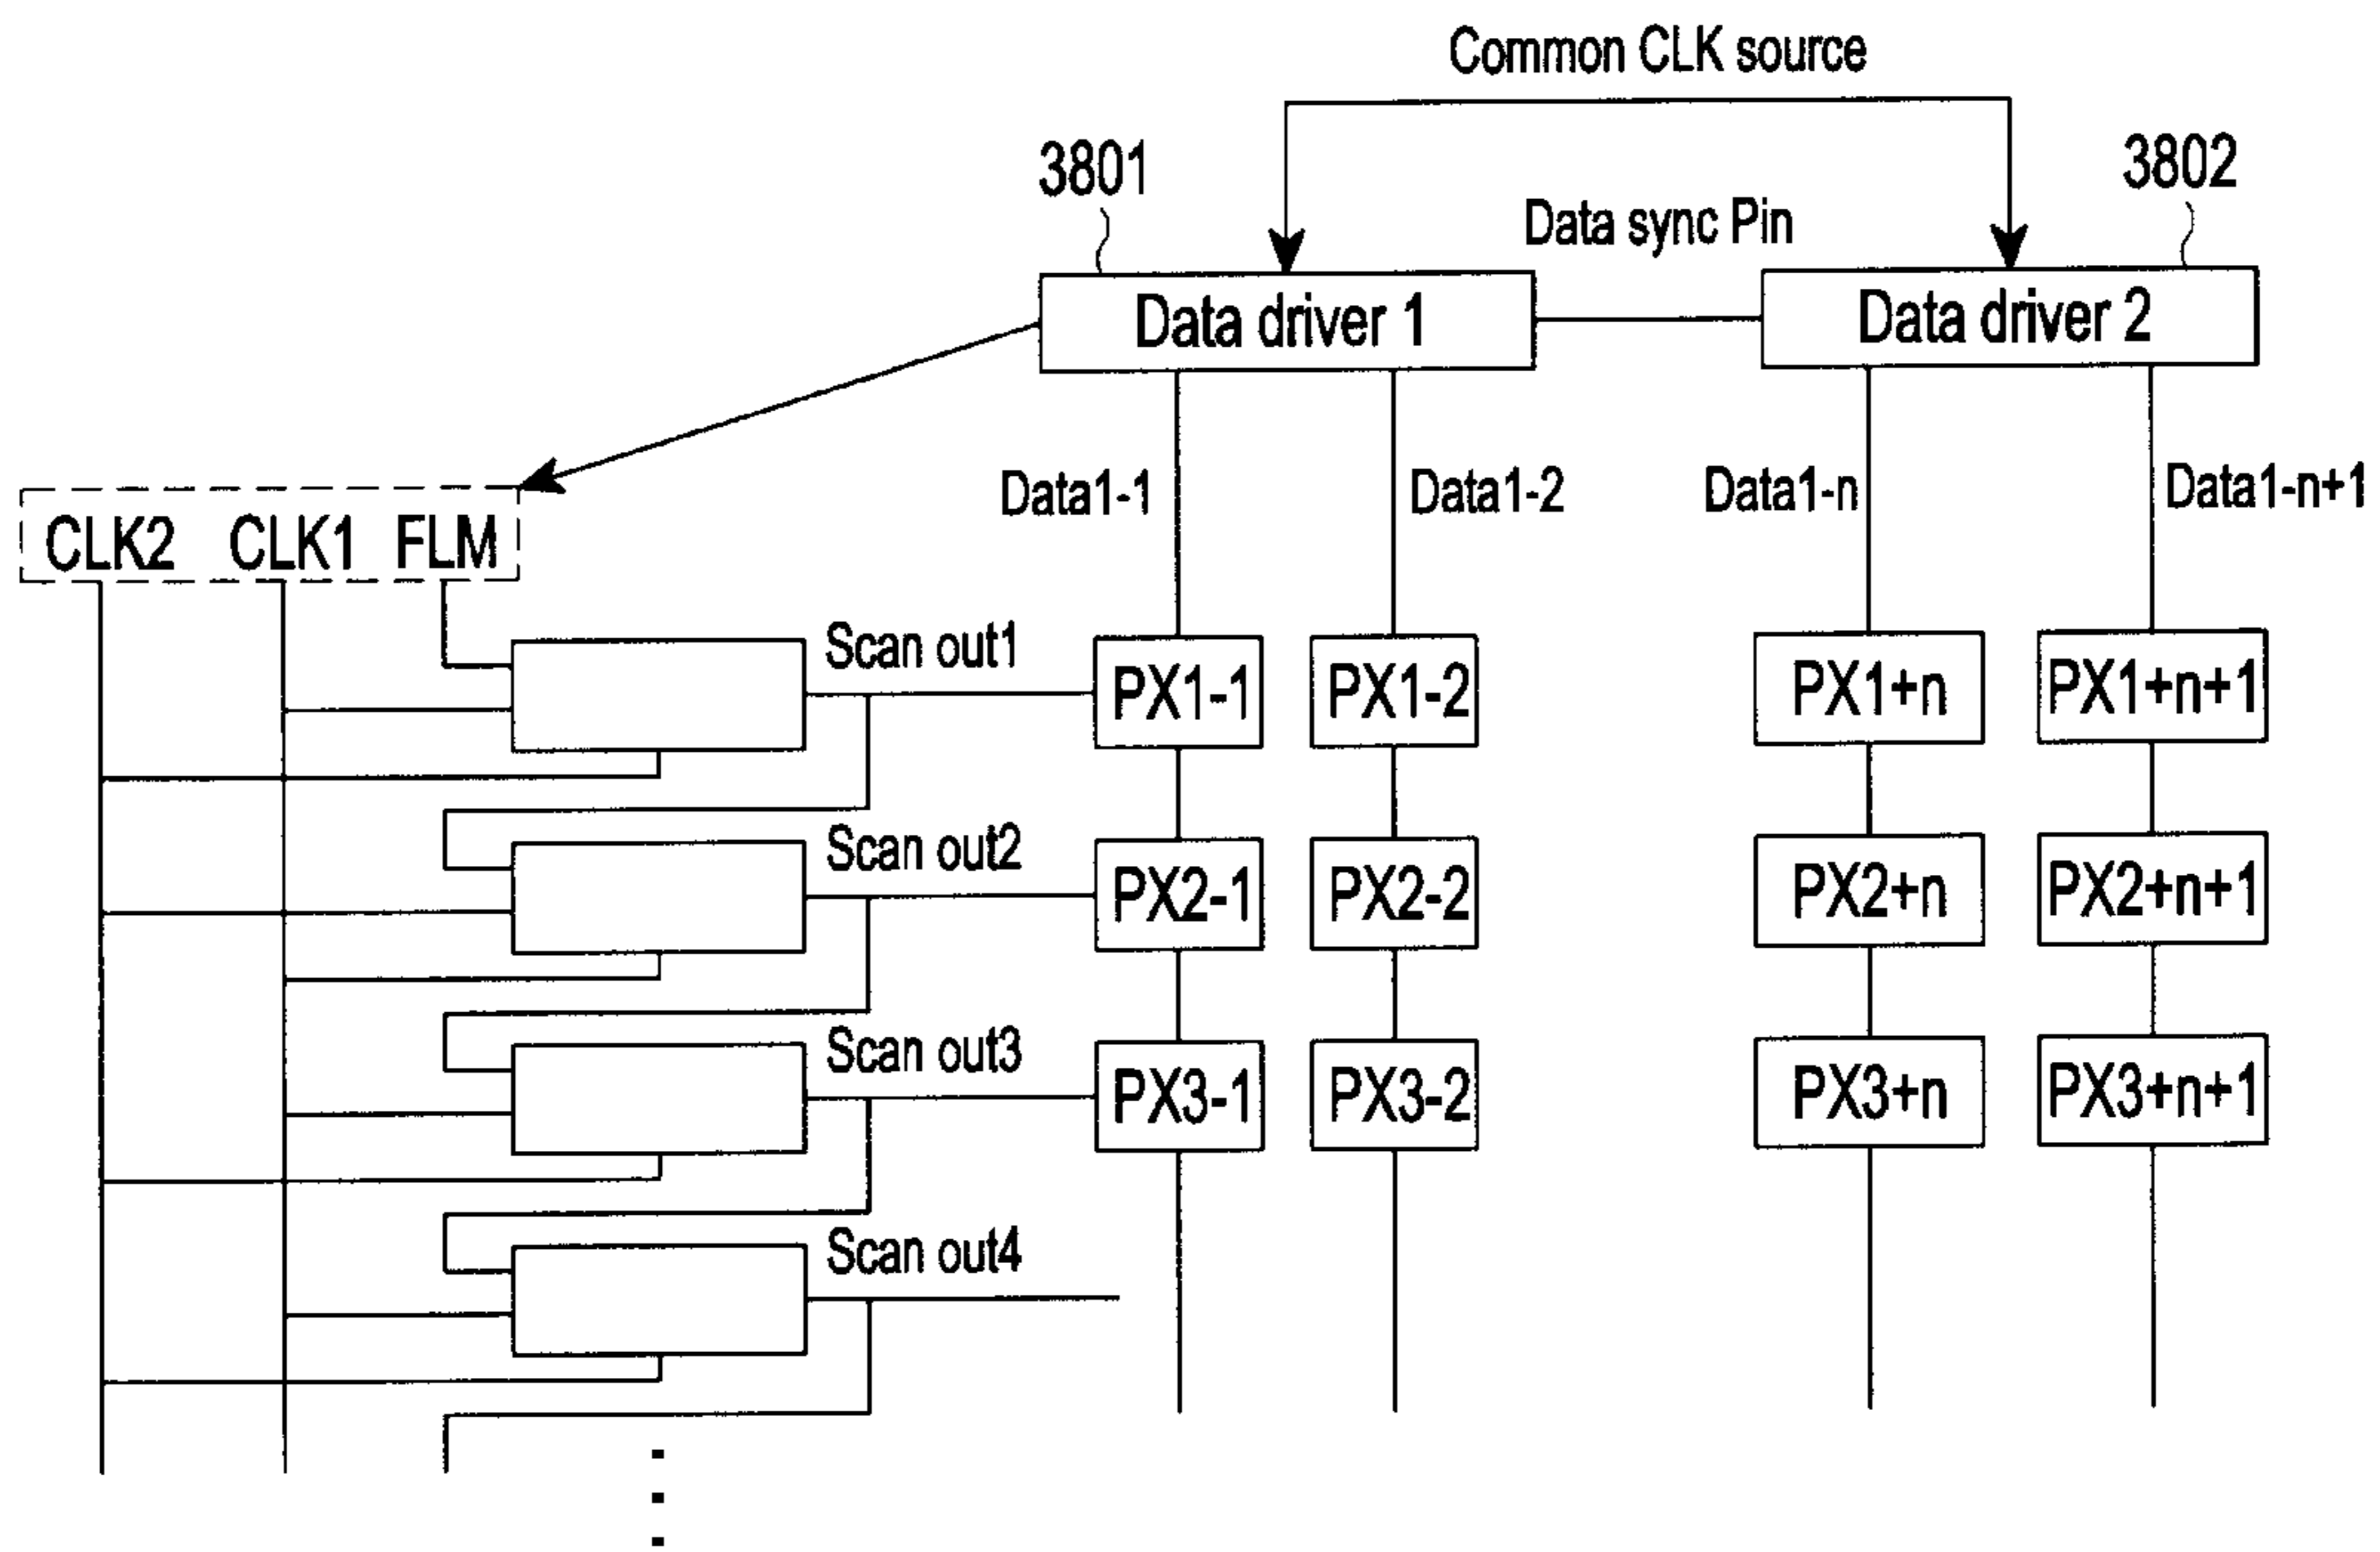 Common CLK source
3801
3802
Data sync Pin
Data driver 1
Data driver 2
Data1-1
Data1-2
Data1-n
Data1-n+1
CLK2
CLK1
FLM
Scan out1
PX1-1
PX1-2
PX1+n
PX1+n+1
Scan out2
PX2-1
PX2-2
PX2+n
PX2+n+1
Scan out3
PX3-1
PX3-2
PX3+n
PX3+n+1
Scan out4